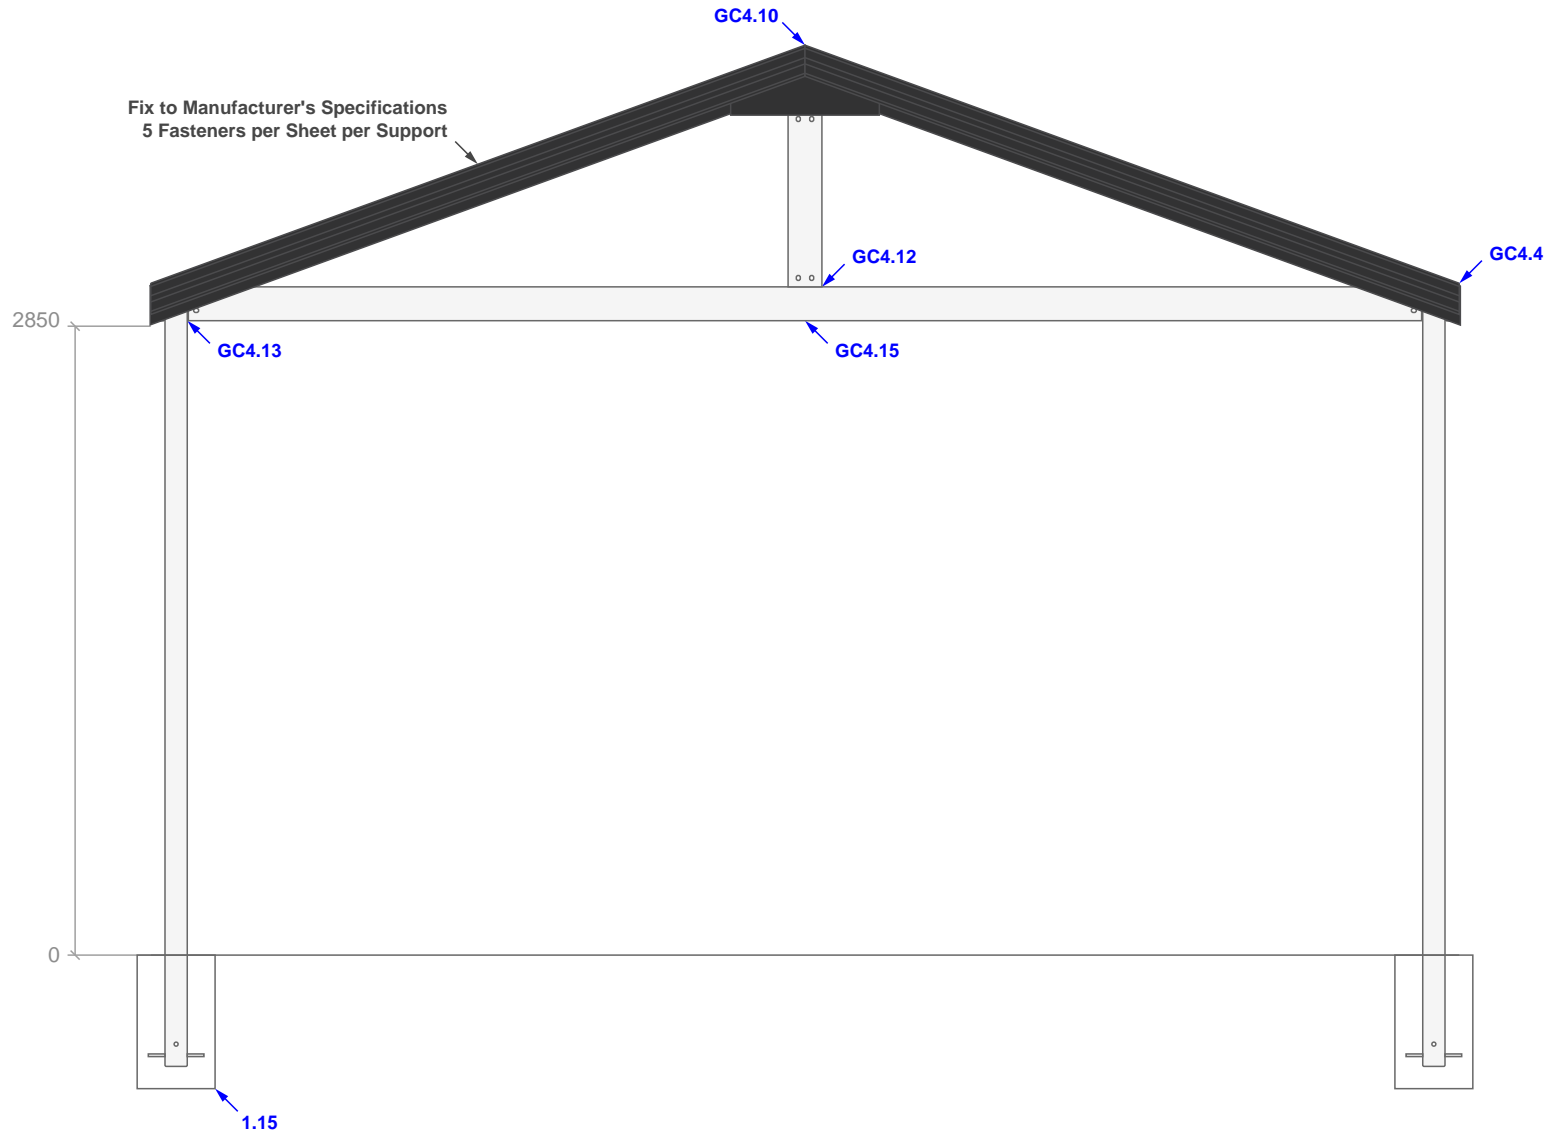 GC4.10
Fix to Manufacturer's Specifications
5 Fasteners per Sheet per Support
GC4.12
GC4.4
2850
GC4.13
GC4.15
0
1.15